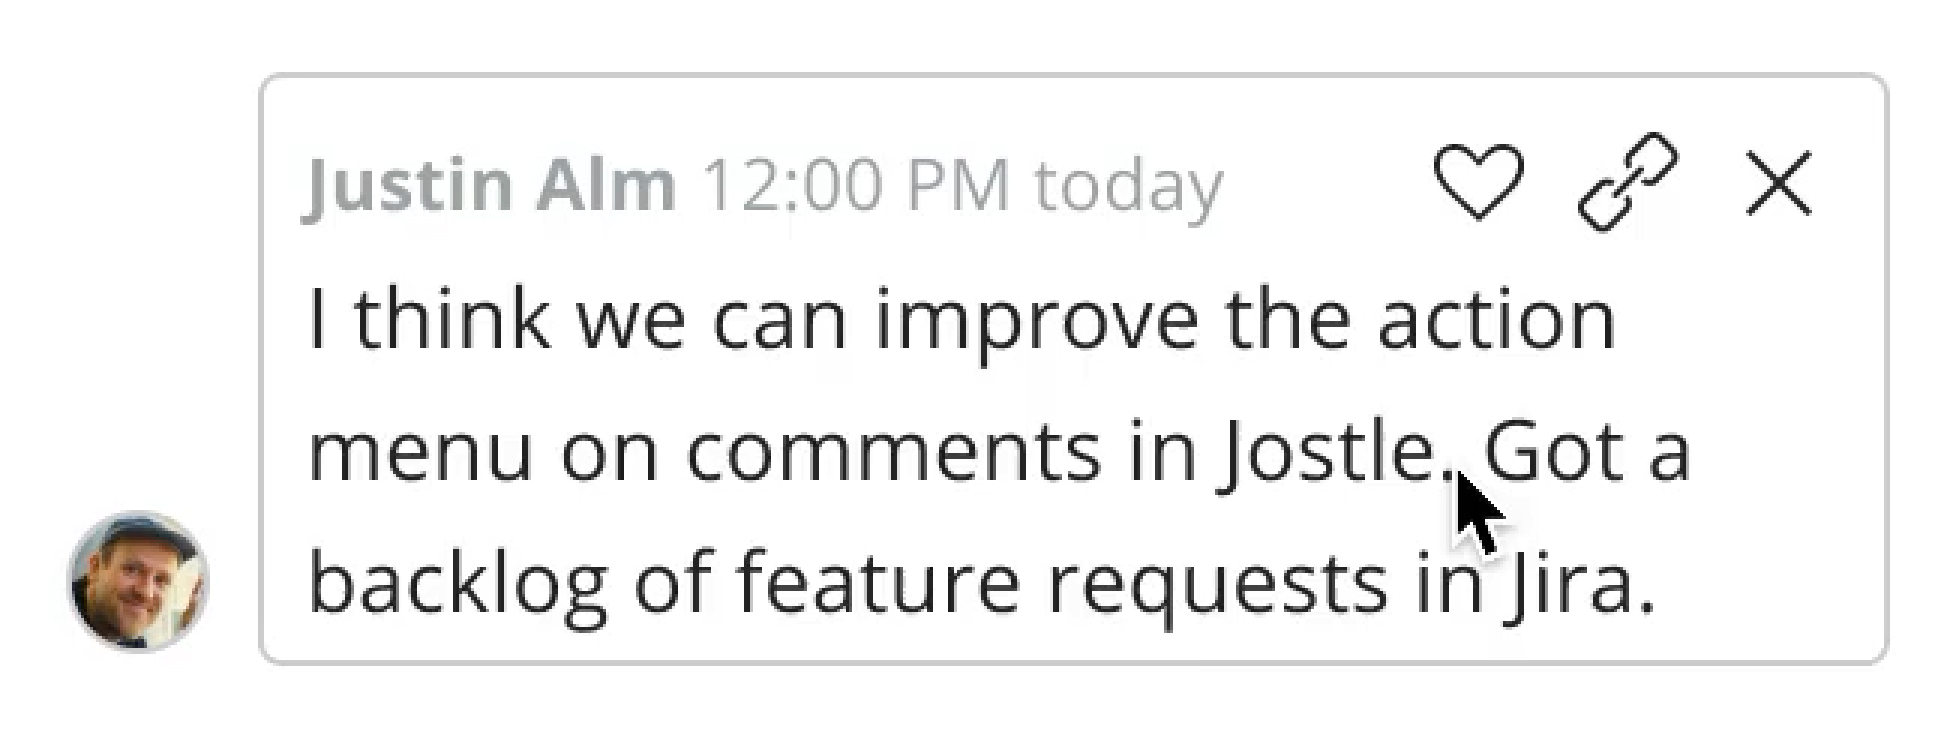 Justin Alm 12:00 PM today
I think we can improve the action
menu on comments in Jostle. Got a
backlog of feature requests in Jira.